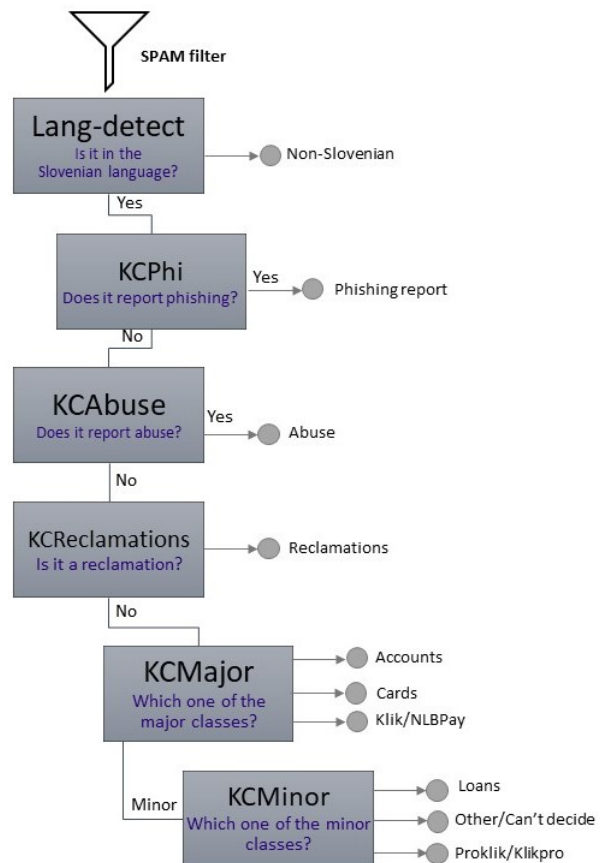 SPAM filter
Lang-detect
Is it in the
Slovenian language?
Non-Slovenian
Yes
KCPhi
Does it report phishing?
Yes
Phishing report
No
KCAbuse
Does it report abuse?
Yes
Abuse
No
KCReclamations
Is it a reclamation?
Reclamations
No
KCMajor
Which one of the
major classes?
Accounts
Cards
Klik/NLBPay
Minor
KCMinor
Which one of the minor
classes?
Loans
Other/Can't decide
Proklik/Klikpro